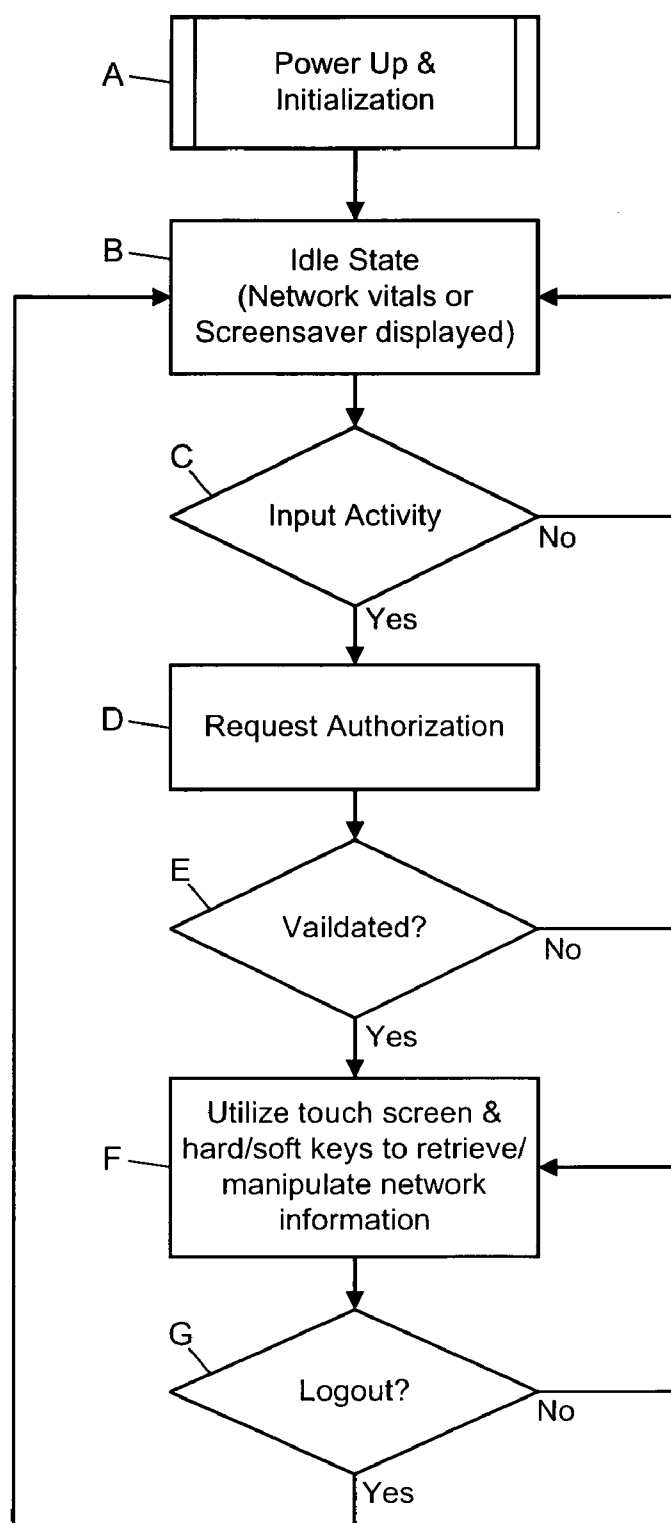 A
Power Up &
Initialization
B
Idle State
(Network vitals or
Screensaver displayed)
C
Input Activity
No
Yes
D
Request Authorization
E
Vaildated?
No
Yes
F
Utilize touch screen &
hard/soft keys to retrieve/
manipulate network
information
G
Logout?
No
Yes